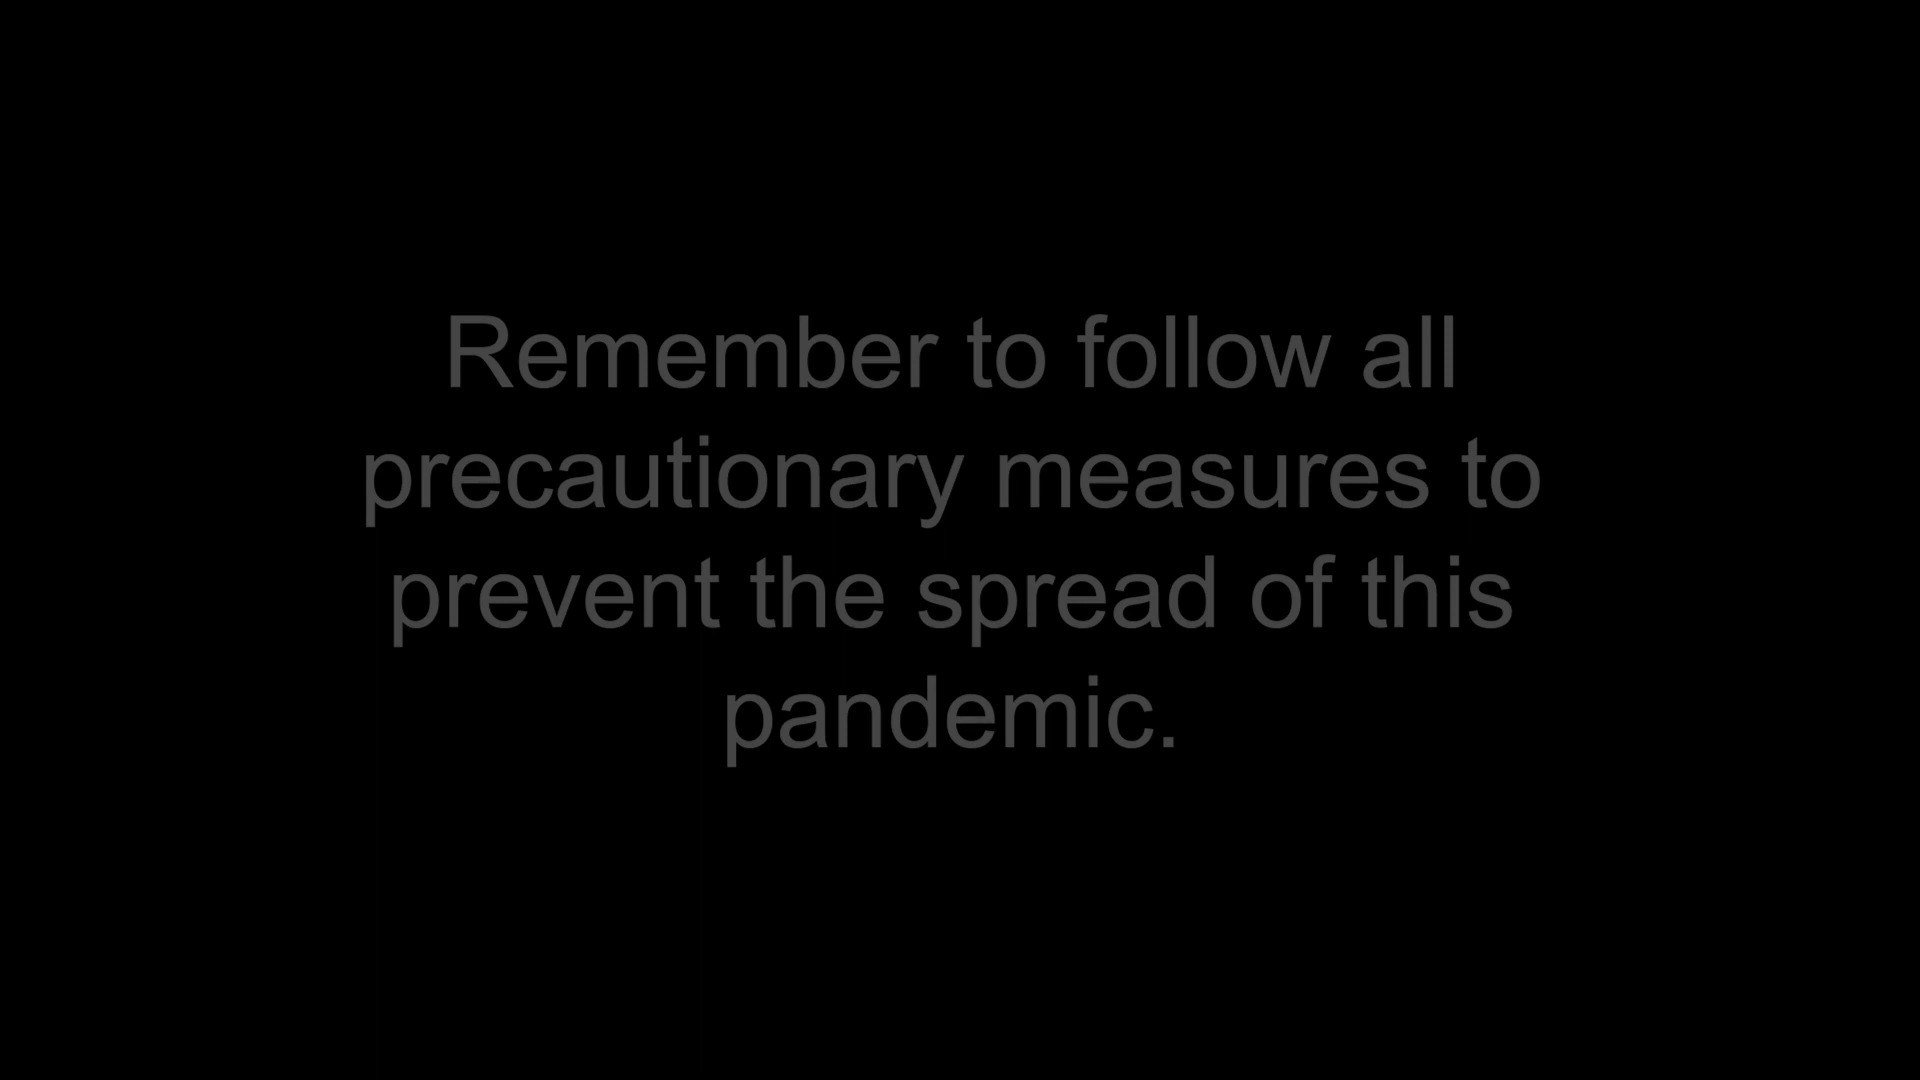 Remember to follow all
precautionary measures to
prevent the spread of this
pandemic.